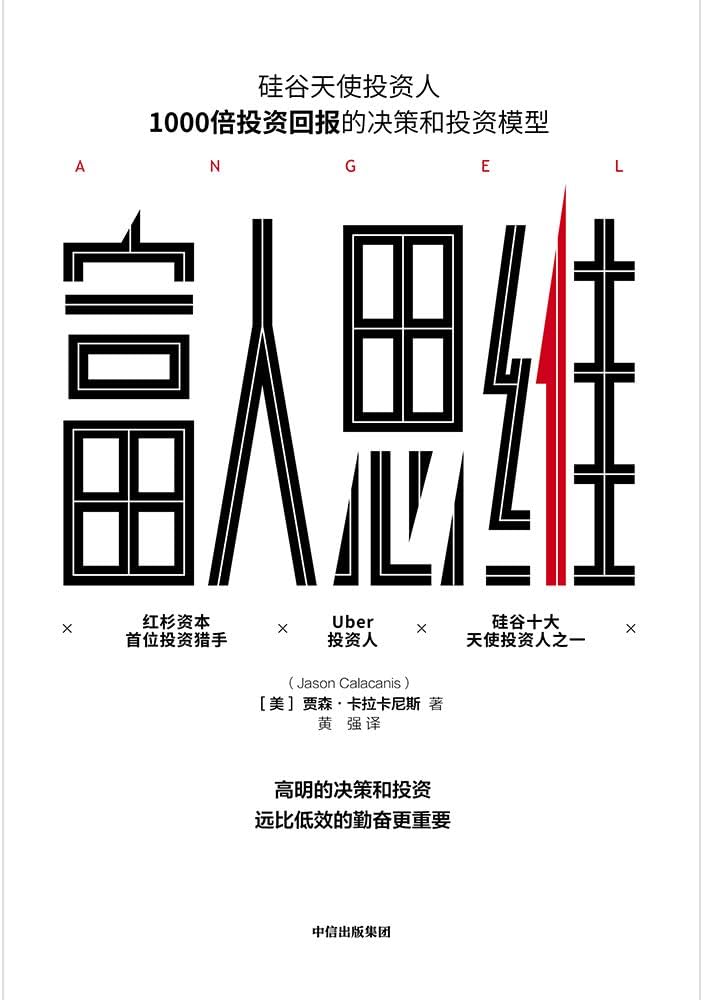 硅谷天使投资人
1000倍投资回报的决策和投资模型
A N G E L
富人思维
× 红杉资本 × Uber × 硅谷十大 ×
首位投资猎手 投资人 天使投资人之一
（Jason Calacanis）
［美］贾森·卡拉卡尼斯 著
黄 强 译
高明的决策和投资
远比低效的勤奋更重要
中信出版集团